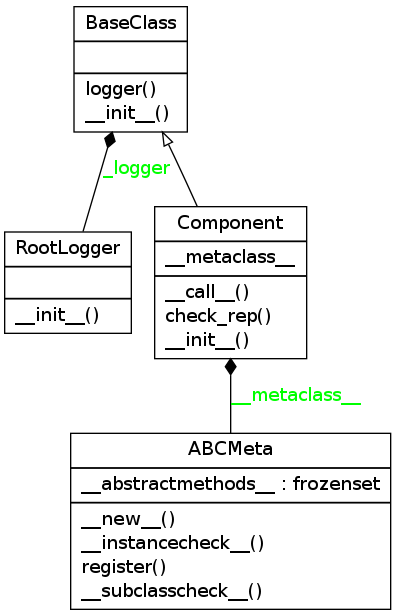 BaseClass
logger()
__init__()
_logger
RootLogger
__init__()
Component
__metaclass__
__call__()
check_rep()
__init__()
__metaclass__
ABCMeta
__abstractmethods__ : frozenset
__new__()
__instancecheck__()
register()
__subclasscheck__()